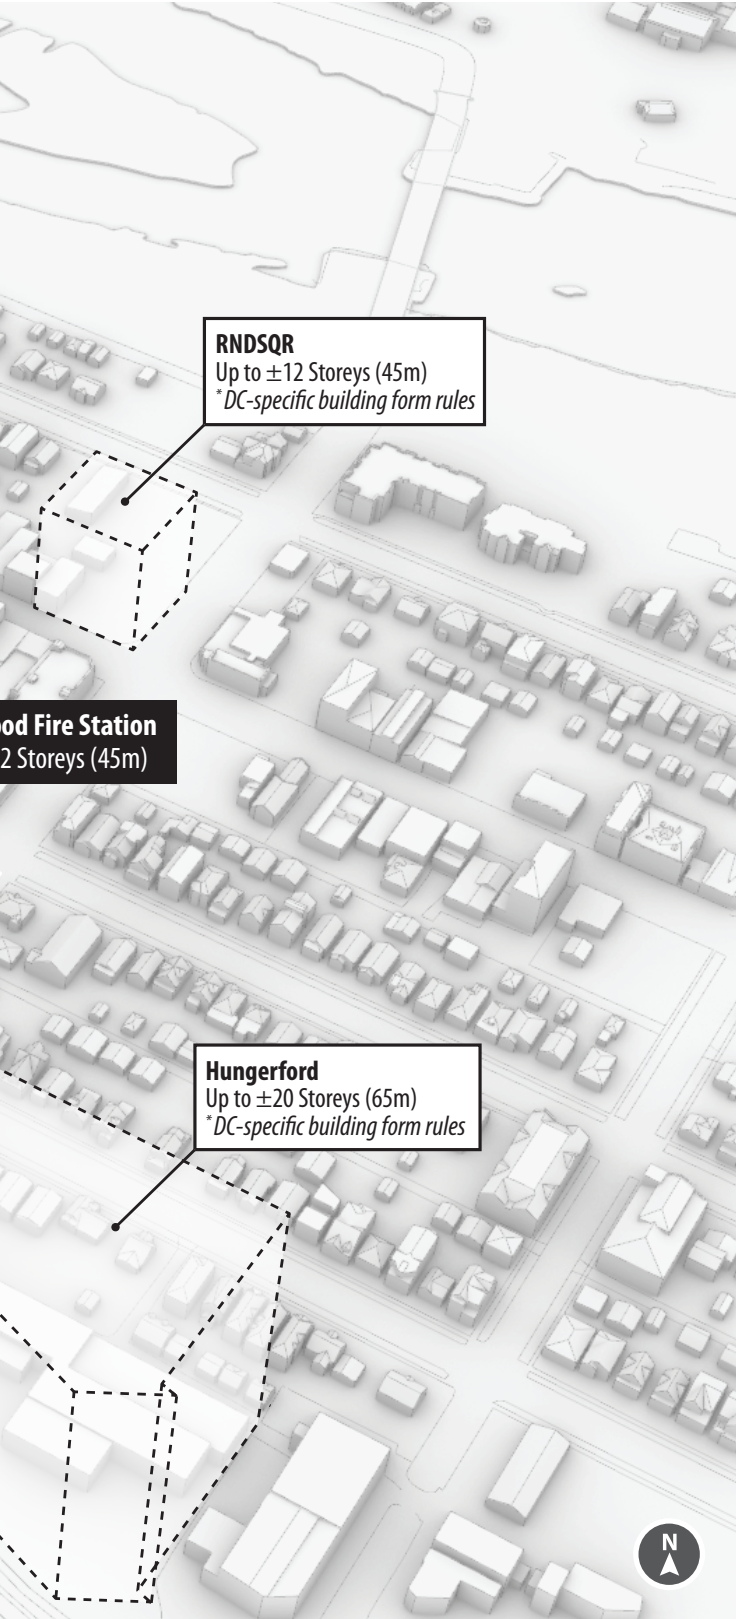 RNDSQR
Up to ±12 Storeys (45m)
*DC-specific building form rules
ood Fire Station
2 Storeys (45m)
Hungerford
Up to ±20 Storeys (65m)
*DC-specific building form rules
N